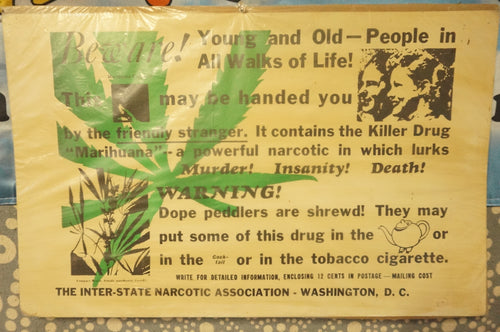 Beware! Young and Old—People in
All Walks of Life!
This may be handed you
by the friendly stranger. It contains the Killer Drug
"Marihuana"—a powerful narcotic in which lurks
Murder! Insanity! Death!
WARNING!
Dope peddlers are shrewd! They may
put some of this drug in the or
in the Cock-
tail or in the tobacco cigarette.
WRITE FOR DETAILED INFORMATION, ENCLOSING 12 CENTS IN POSTAGE — MAILING COST
THE INTER-STATE NARCOTIC ASSOCIATION - WASHINGTON, D. C.